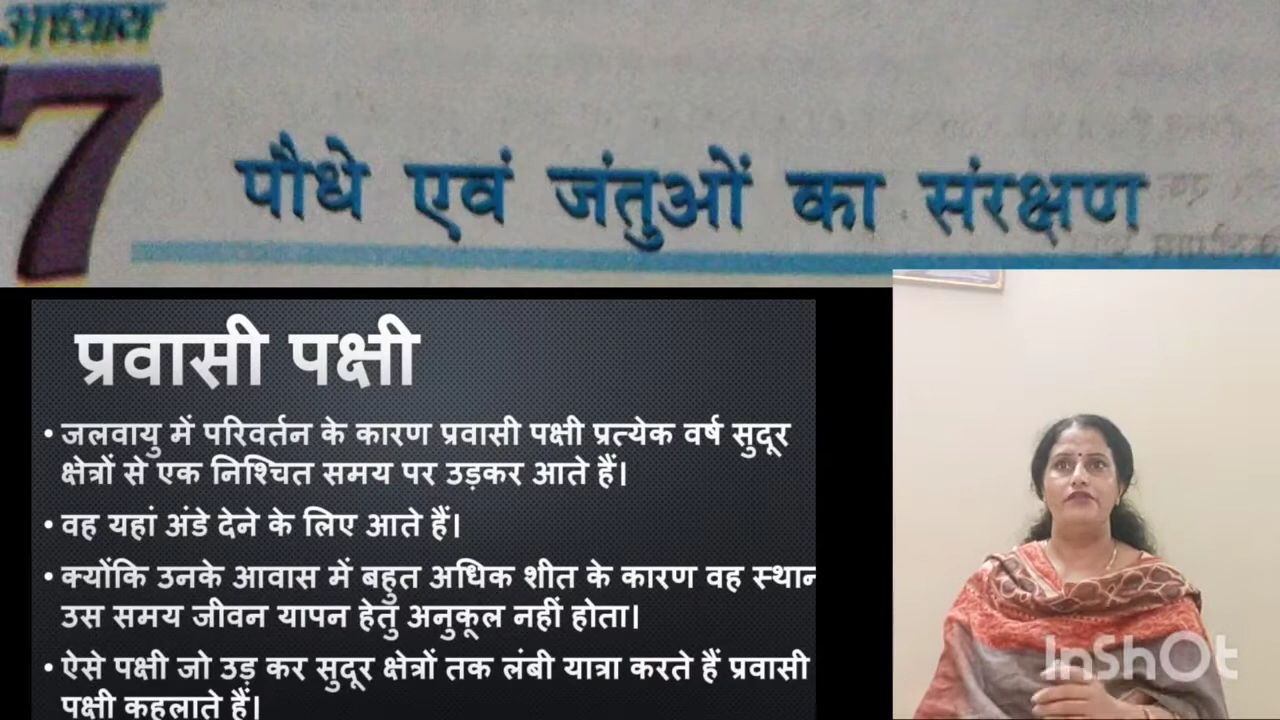 अध्याय
7
पौधे एवं जंतुओं का संरक्षण
प्रवासी पक्षी
• जलवायु में परिवर्तन के कारण प्रवासी पक्षी प्रत्येक वर्ष सुदूर
क्षेत्रों से एक निश्चित समय पर उड़कर आते हैं।
• वह यहां अंडे देने के लिए आते हैं।
• क्योंकि उनके आवास में बहुत अधिक शीत के कारण वह स्थान
उस समय जीवन यापन हेतु अनुकूल नहीं होता।
• ऐसे पक्षी जो उड़ कर सुदूर क्षेत्रों तक लंबी यात्रा करते हैं प्रवासी
पक्षी कहलाते हैं।
InShOt